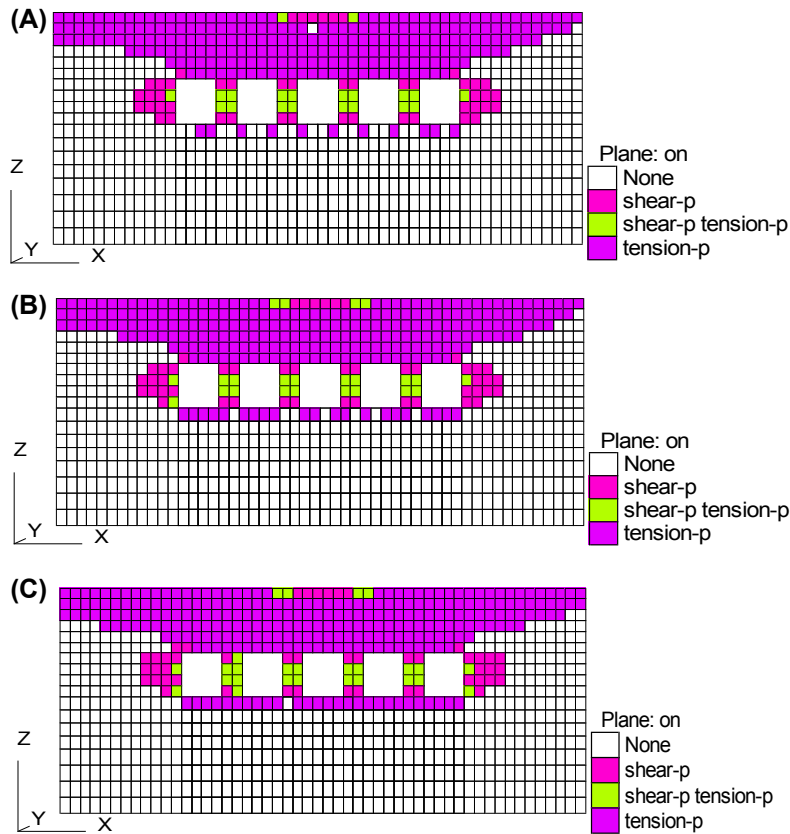 (A)
Z
Y X
Plane: on
None
shear-p
shear-p tension-p
tension-p
(B)
Z
Y X
Plane: on
None
shear-p
shear-p tension-p
tension-p
(C)
Z
Y X
Plane: on
None
shear-p
shear-p tension-p
tension-p